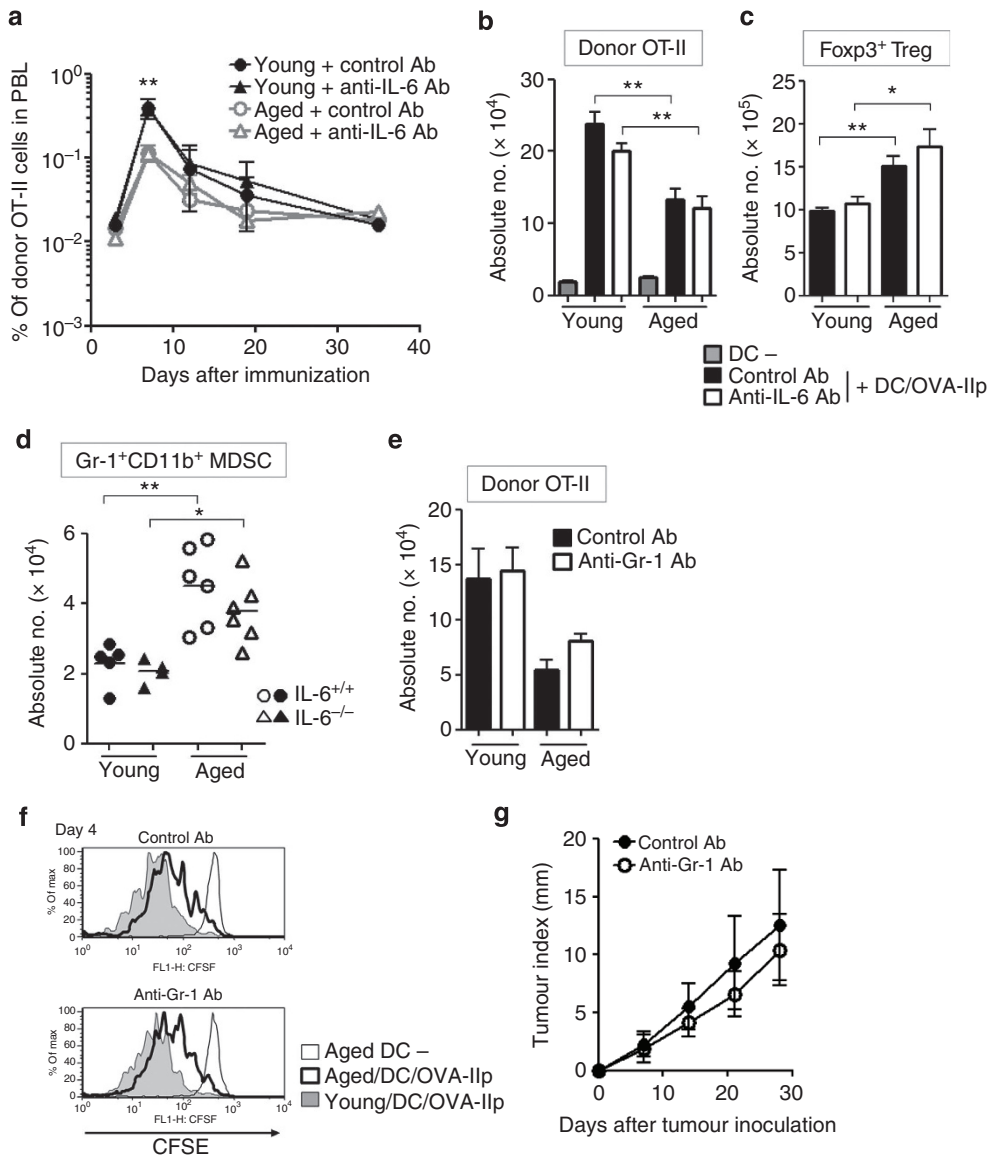 a
% Of donor OT-II cells in PBL
10⁰
10⁻¹
10⁻²
10⁻³
**
Young + control Ab
Young + anti-IL-6 Ab
Aged + control Ab
Aged + anti-IL-6 Ab
0 10 20 30 40
Days after immunization
b
Donor OT-II
Absolute no. (× 10⁴)
30
20
10
0
**
**
Young Aged
c
Foxp3⁺ Treg
Absolute no. (× 10⁵)
25
20
15
10
5
0
*
**
Young Aged
DC –
Control Ab
Anti-IL-6 Ab
+ DC/OVA-IIp
d
Gr-1⁺CD11b⁺ MDSC
**
*
Absolute no. (× 10⁴)
6
4
2
0
IL-6⁺/⁺
IL-6⁻/⁻
Young Aged
e
Donor OT-II
Absolute no. (× 10⁴)
20
15
10
5
0
Control Ab
Anti-Gr-1 Ab
Young Aged
f
Day 4
Control Ab
% Of max
100
80
60
40
20
0
10⁰ 10¹ 10² 10³ 10⁴
FL1-H: CFSF
Anti-Gr-1 Ab
% Of max
100
80
60
40
20
0
10⁰ 10¹ 10² 10³ 10⁴
FL1-H: CFSF
CFSE
Aged DC –
Aged/DC/OVA-IIp
Young/DC/OVA-IIp
g
Tumour index (mm)
20
15
10
5
0
Control Ab
Anti-Gr-1 Ab
0 10 20 30
Days after tumour inoculation